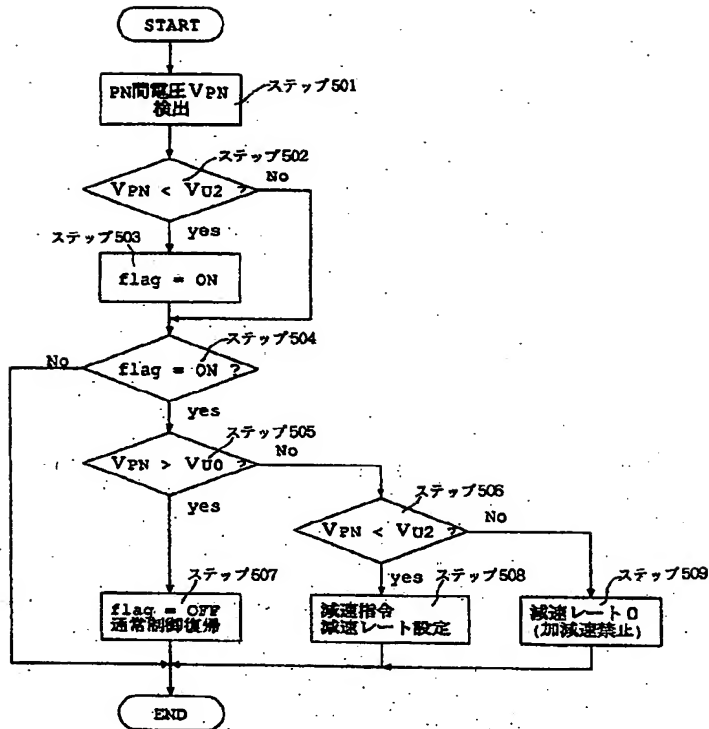 START
ステップ501
PN間電圧VPN
検出
ステップ502
VPN < VU2 ?
No
yes
ステップ503
flag = ON
ステップ504
flag = ON ?
No
yes
ステップ505
VPN > VU0 ?
No
yes
ステップ506
VPN < VU2 ?
No
yes
ステップ507
flag = OFF
通常制御復帰
ステップ508
減速指令
減速レート設定
ステップ509
減速レート0
(加減速禁止)
END